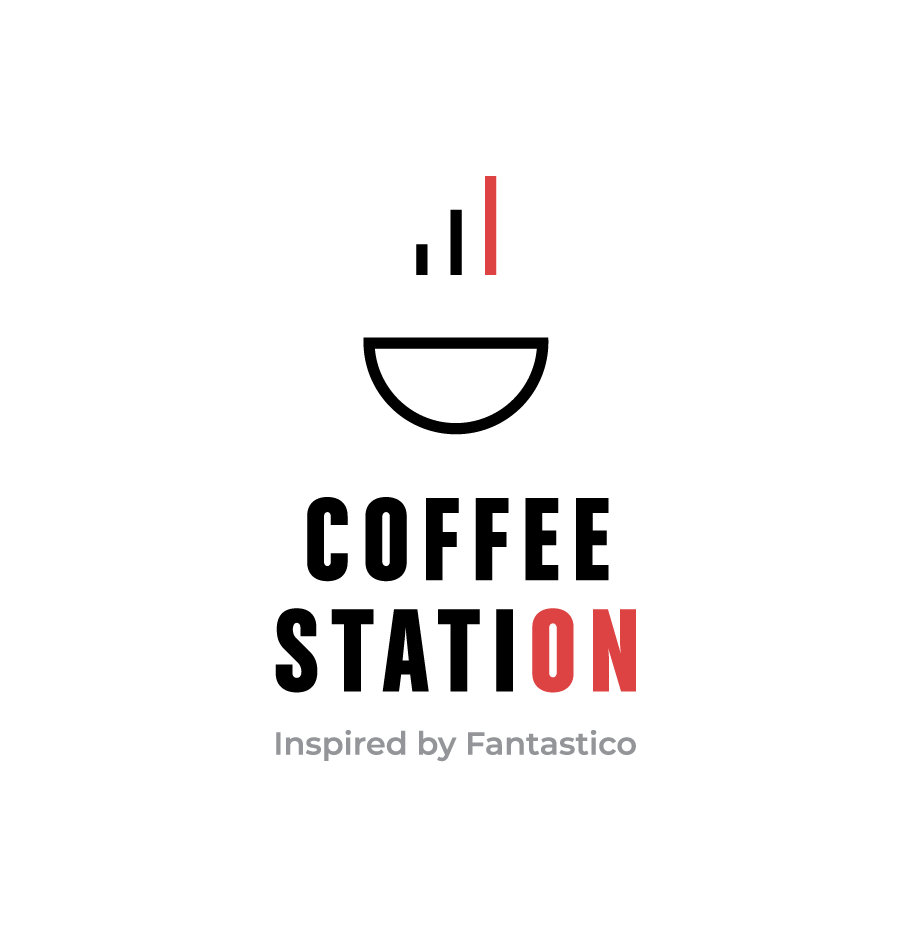 COFFEE
STATION
Inspired by Fantastico